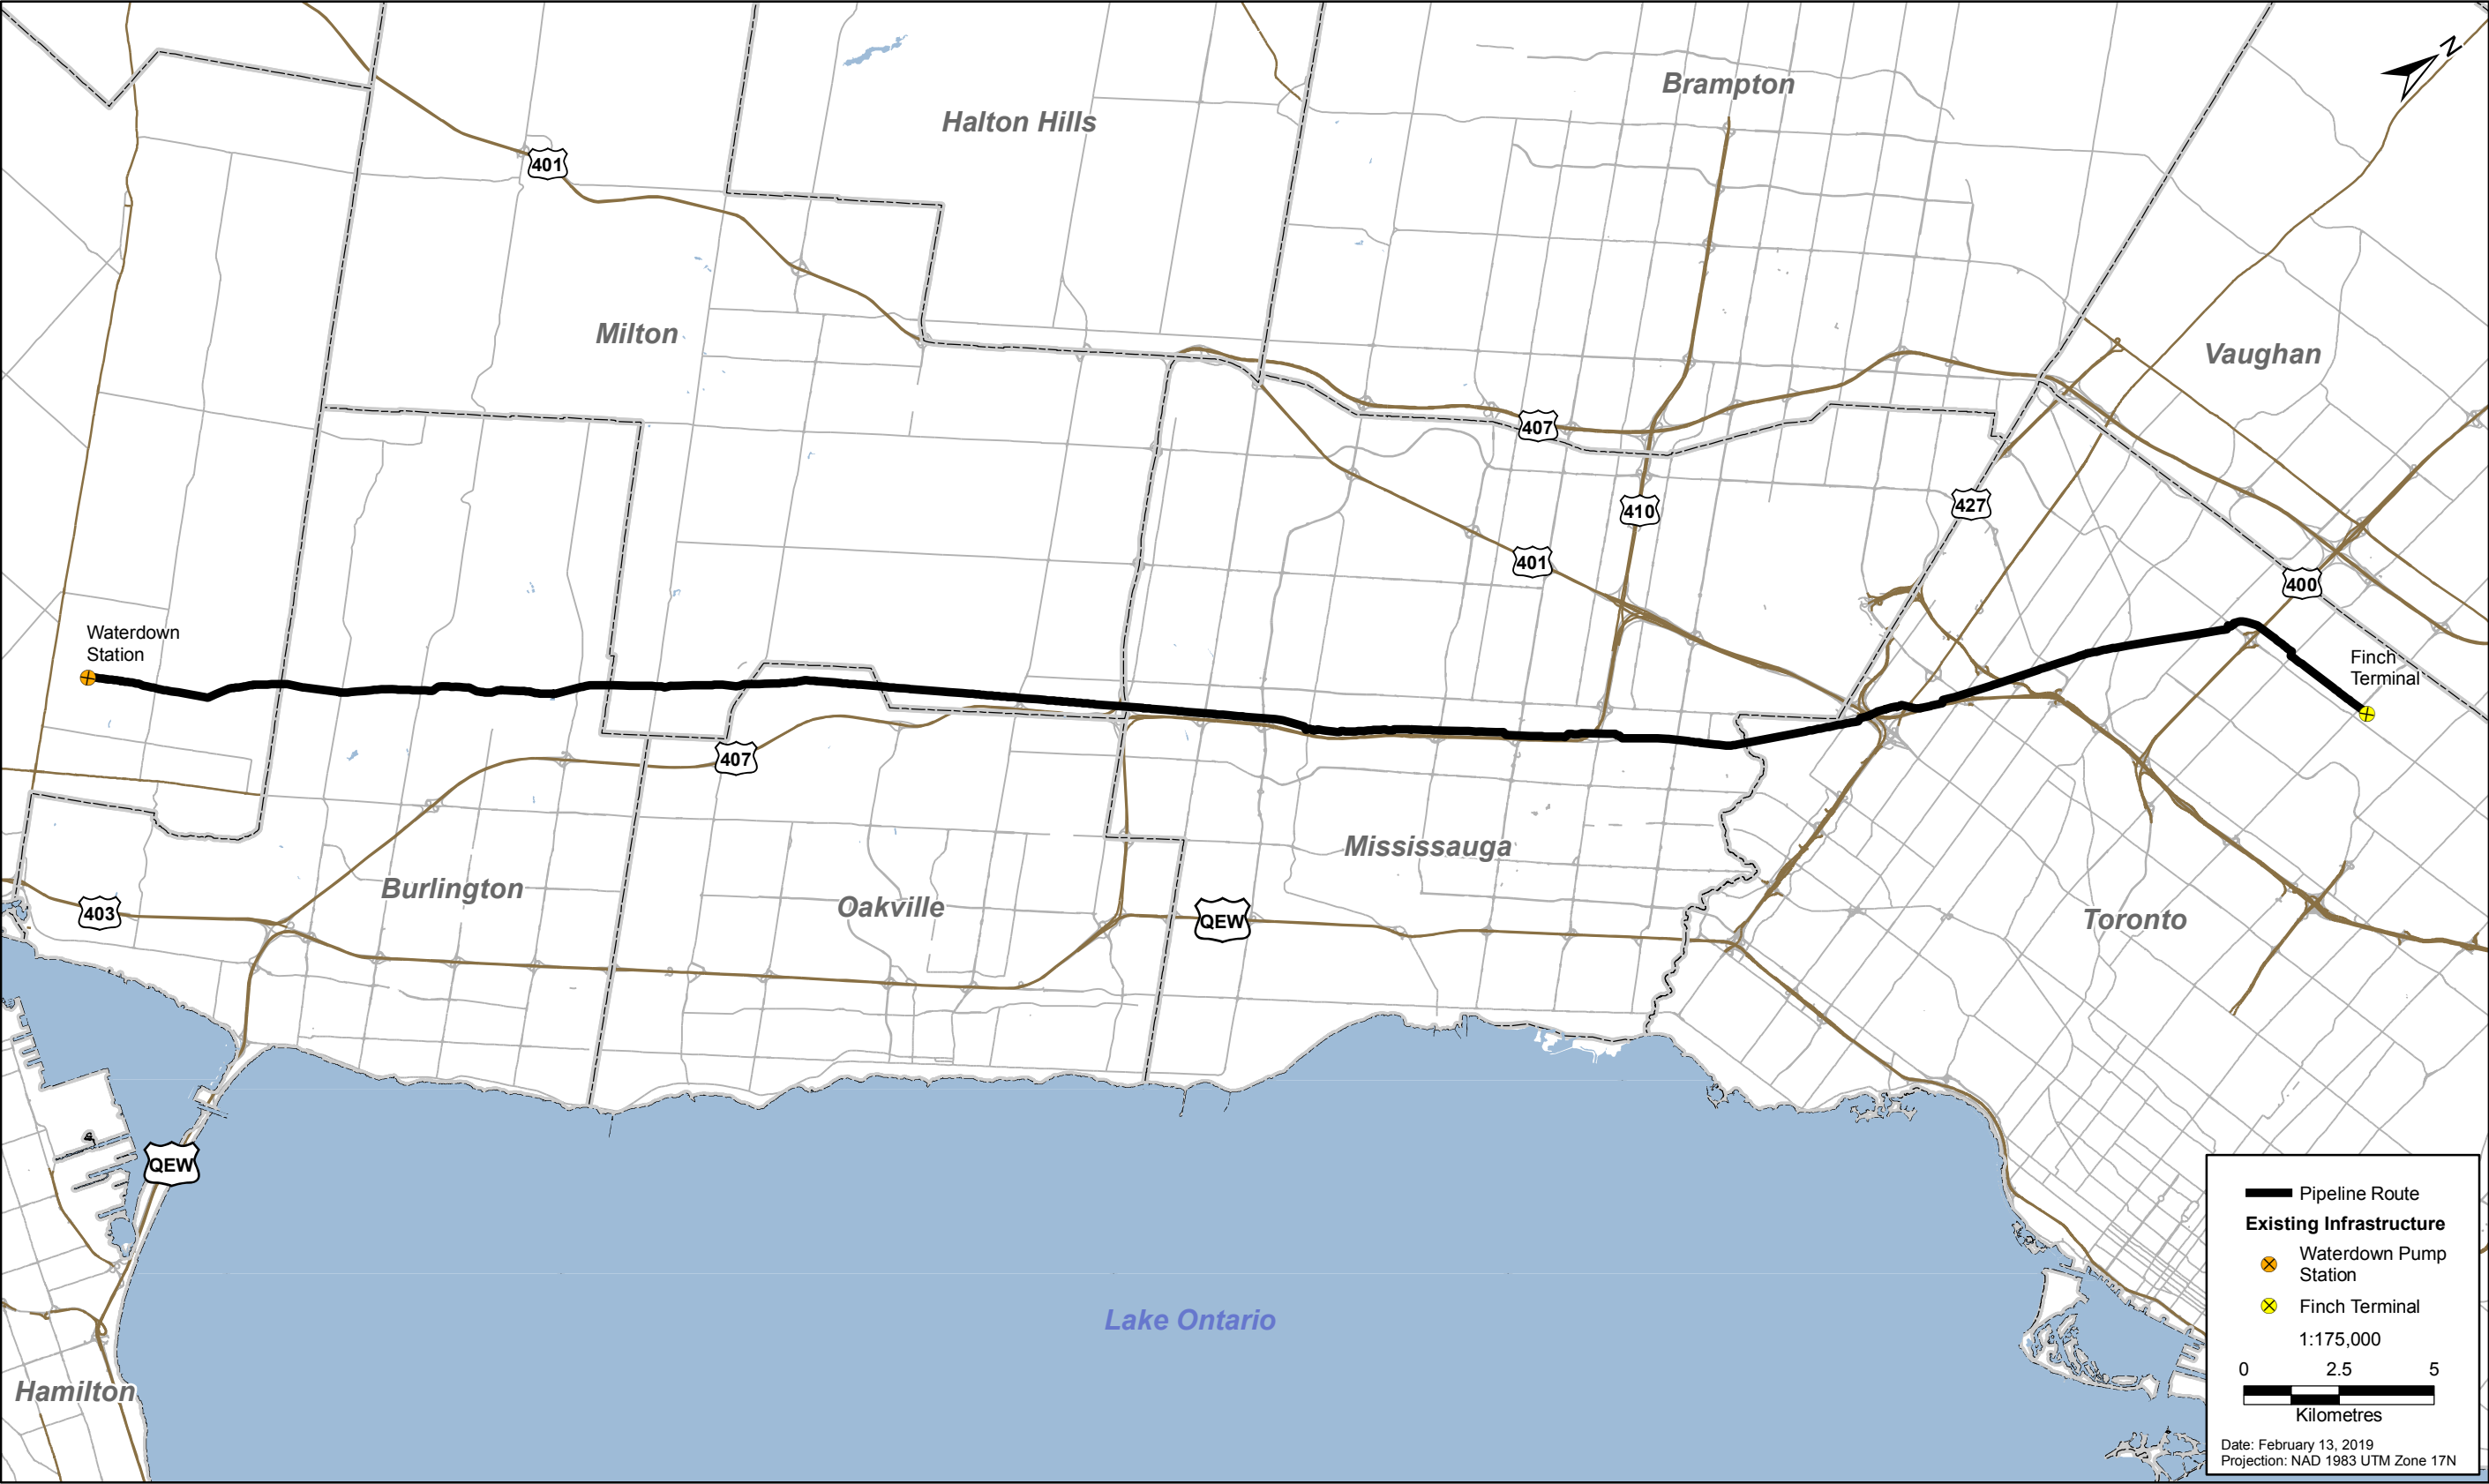 N
Brampton
Halton Hills
401
Milton
Vaughan
407
427
410
401
400
Waterdown
Station
Finch
Terminal
407
Mississauga
Burlington
Oakville
403
QEW
Toronto
QEW
Lake Ontario
Hamilton
Pipeline Route
Existing Infrastructure
Waterdown Pump
Station
Finch Terminal
1:175,000
0 2.5 5
Kilometres
Date: February 13, 2019
Projection: NAD 1983 UTM Zone 17N